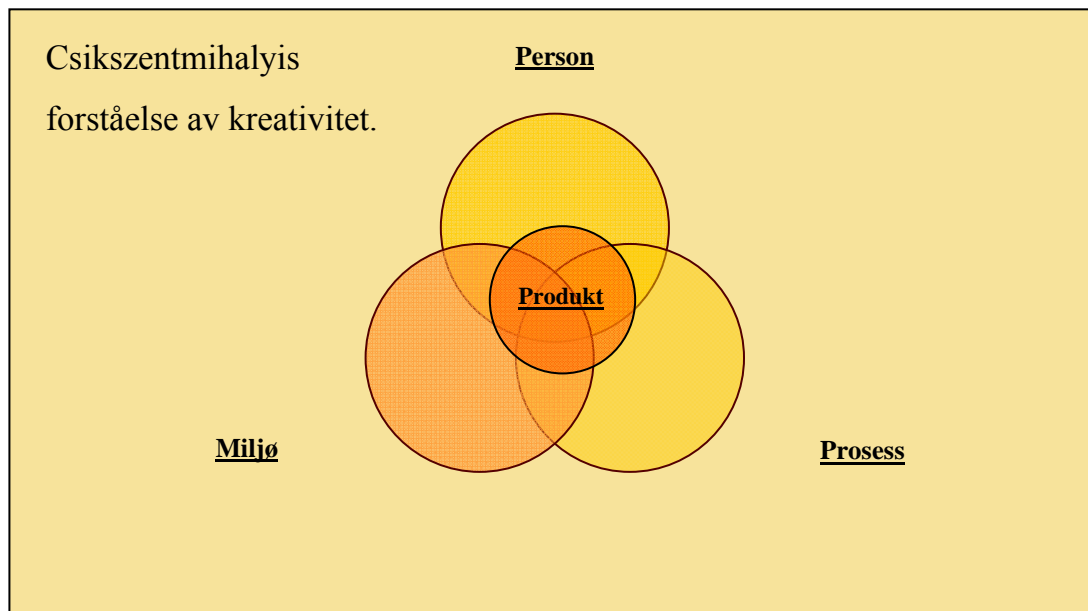 Csikszentmihalyis
forståelse av kreativitet.
Person
Produkt
Miljø
Prosess